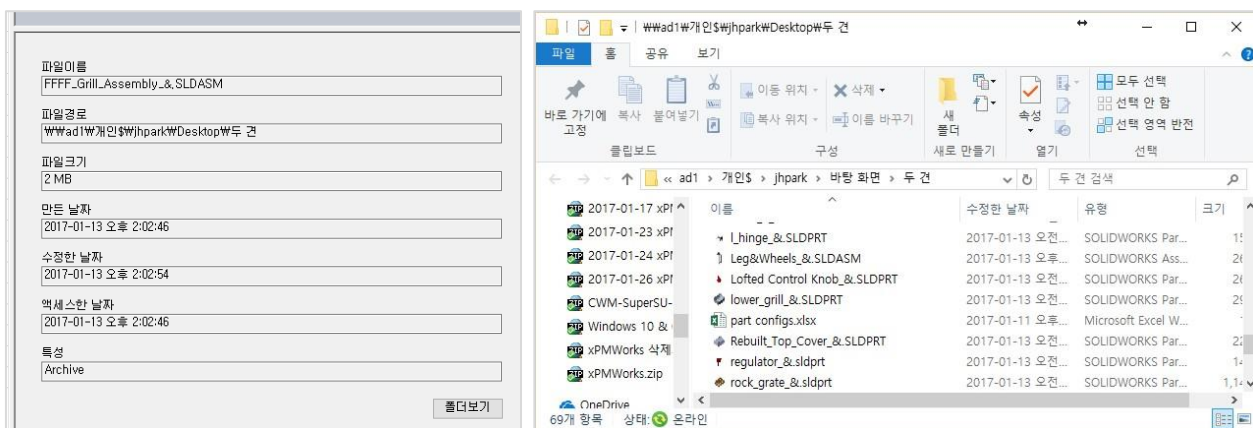 파일이름
FFFF_Grill_Assembly_&.SLDASM
파일경로
₩₩ad1₩개인$₩jhpark₩Desktop₩두 견
파일크기
2 MB
만든 날짜
2017-01-13 오후 2:02:46
수정한 날짜
2017-01-13 오후 2:02:54
액세스한 날짜
2017-01-13 오후 2:02:46
특성
Archive
폴더보기
₩₩ad1₩개인$₩jhpark₩Desktop₩두 견
파일 홈 공유 보기
바로 가기에 고정
복사
붙여넣기
클립보드
이동 위치
복사 위치
삭제
이름 바꾸기
구성
새 폴더
새로 만들기
속성
열기
모두 선택
선택 안 함
선택 영역 반전
선택
« ad1 › 개인$ › jhpark › 바탕 화면 › 두 견
두 견 검색
2017-01-17 xP
2017-01-23 xP
2017-01-24 xP
2017-01-26 xP
CWM-SuperSU-
Windows 10 &
xPMWorks 삭제
xPMWorks.zip
OneDrive
이름 수정한 날짜 유형 크기
l_hinge_&.SLDPRT 2017-01-13 오전... SOLIDWORKS Par...
Leg&Wheels_&.SLDASM 2017-01-13 오후... SOLIDWORKS Ass...
Lofted Control Knob_&.SLDPRT 2017-01-13 오전... SOLIDWORKS Par...
lower_grill_&.SLDPRT 2017-01-13 오전... SOLIDWORKS Par...
part configs.xlsx 2017-01-11 오후... Microsoft Excel W...
Rebuilt_Top_Cover_&.SLDPRT 2017-01-13 오전... SOLIDWORKS Par...
regulator_&.sldprt 2017-01-13 오전... SOLIDWORKS Par...
rock_grate_&.sldprt 2017-01-13 오전... SOLIDWORKS Par... 1,14
69개 항목 상태: 온라인